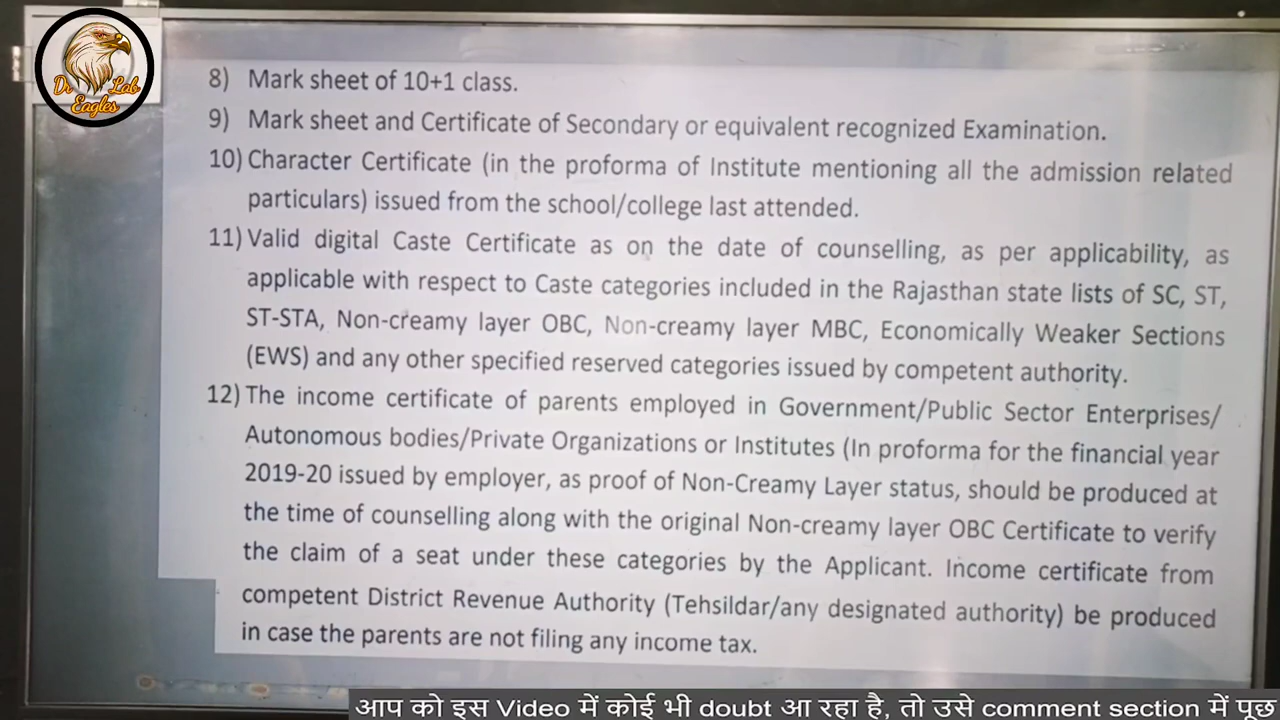 Dr Lab
Eagles
8) Mark sheet of 10+1 class.
9) Mark sheet and Certificate of Secondary or equivalent recognized Examination.
10) Character Certificate (in the proforma of Institute mentioning all the admission related
particulars) issued from the school/college last attended.
11) Valid digital Caste Certificate as on the date of counselling, as per applicability, as
applicable with respect to Caste categories included in the Rajasthan state lists of SC, ST,
ST-STA, Non-creamy layer OBC, Non-creamy layer MBC, Economically Weaker Sections
(EWS) and any other specified reserved categories issued by competent authority.
12) The income certificate of parents employed in Government/Public Sector Enterprises/
Autonomous bodies/Private Organizations or Institutes (In proforma for the financial year
2019-20 issued by employer, as proof of Non-Creamy Layer status, should be produced at
the time of counselling along with the original Non-creamy layer OBC Certificate to verify
the claim of a seat under these categories by the Applicant. Income certificate from
competent District Revenue Authority (Tehsildar/any designated authority) be produced
in case the parents are not filing any income tax.
आप को इस Video में कोई भी doubt आ रहा है, तो उसे comment section में पूछ